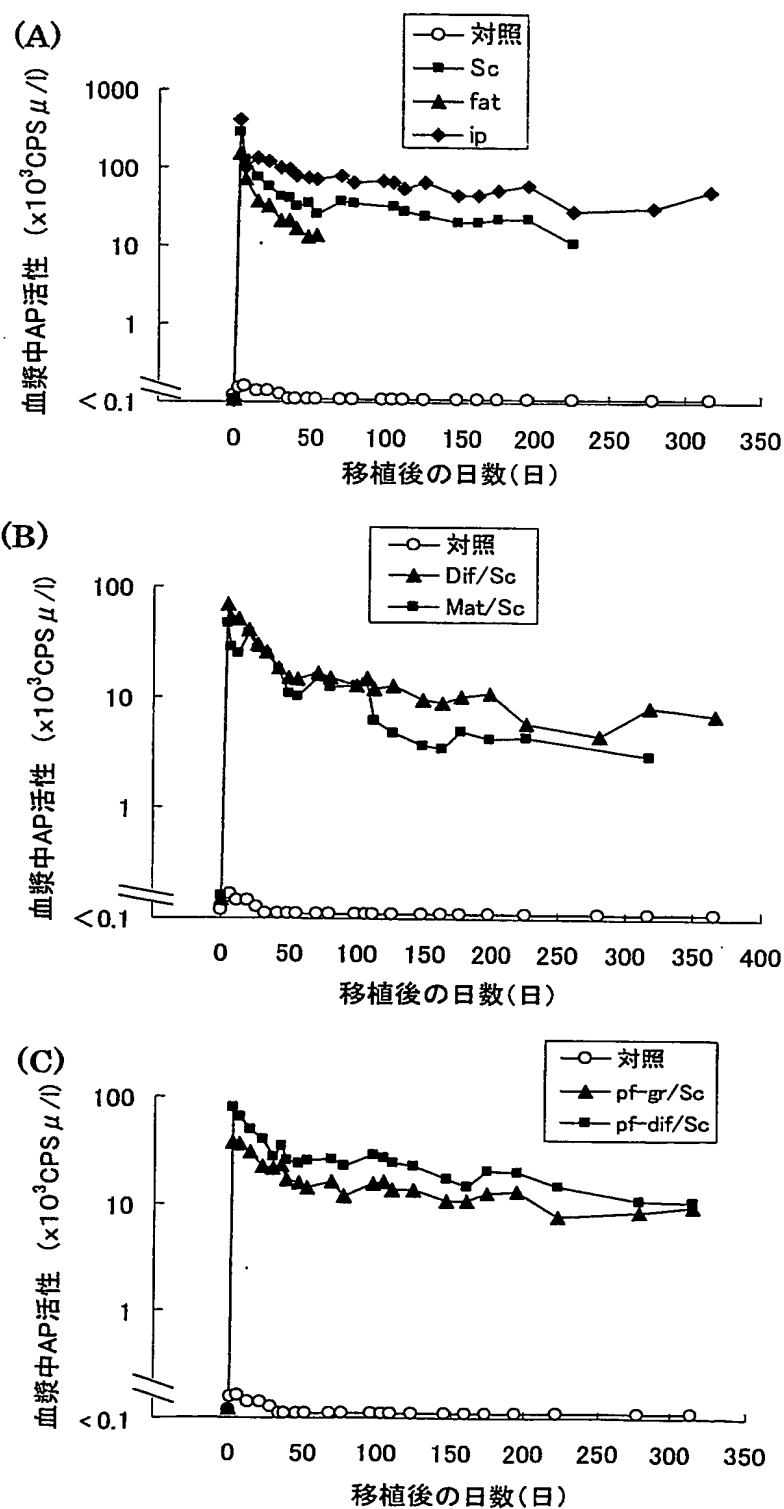 (A)
対照
Sc
fat
ip
血漿中AP活性 (x10³CPSμ/l)
1000
100
10
1
<0.1
0 50 100 150 200 250 300 350
移植後の日数(日)
(B)
対照
Dif/Sc
Mat/Sc
血漿中AP活性 (x10³CPSμ/l)
100
10
1
<0.1
0 50 100 150 200 250 300 350 400
移植後の日数(日)
(C)
対照
pf-gr/Sc
pf-dif/Sc
血漿中AP活性 (x10³CPSμ/l)
100
10
1
<0.1
0 50 100 150 200 250 300 350
移植後の日数(日)